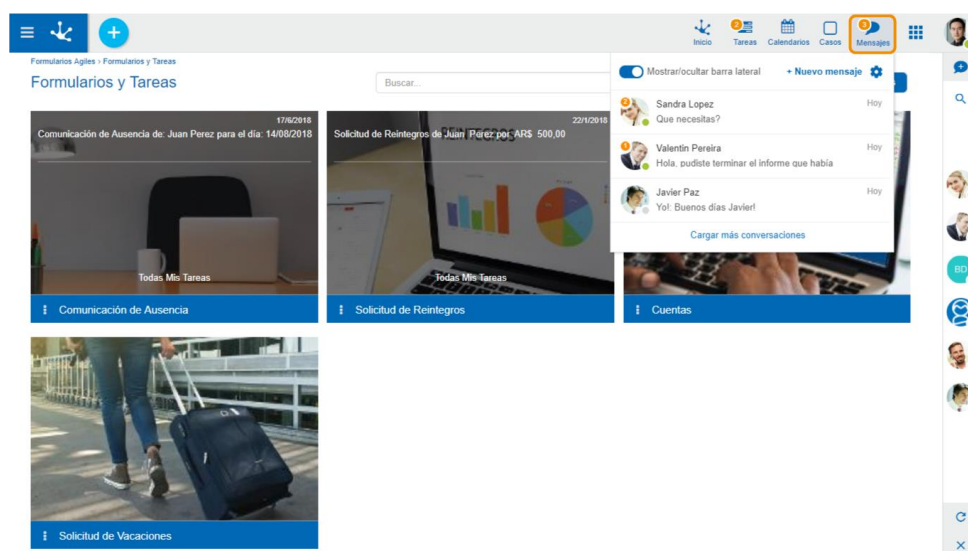 2
3
Inicio
Tareas
Calendarios
Casos
Mensajes
Formularios Agiles › Formularios y Tareas
Formularios y Tareas
Buscar...
Mostrar/ocultar barra lateral
+ Nuevo mensaje
2
Sandra Lopez
Hoy
Que necesitas?
1
Valentin Pereira
Hoy
Hola, pudiste terminar el informe que había
Javier Paz
Hoy
Yo!: Buenos días Javier!
Cargar más conversaciones
17/6/2018
Comunicación de Ausencia de: Juan Perez para el día: 14/08/2018
Todas Mis Tareas
Comunicación de Ausencia
22/1/2018
Solicitud de Reintegros de Juan Perez por: AR$ 500,00
REINTEGROS
Todas Mis Tareas
Solicitud de Reintegros
Cuentas
Solicitud de Vacaciones
BD